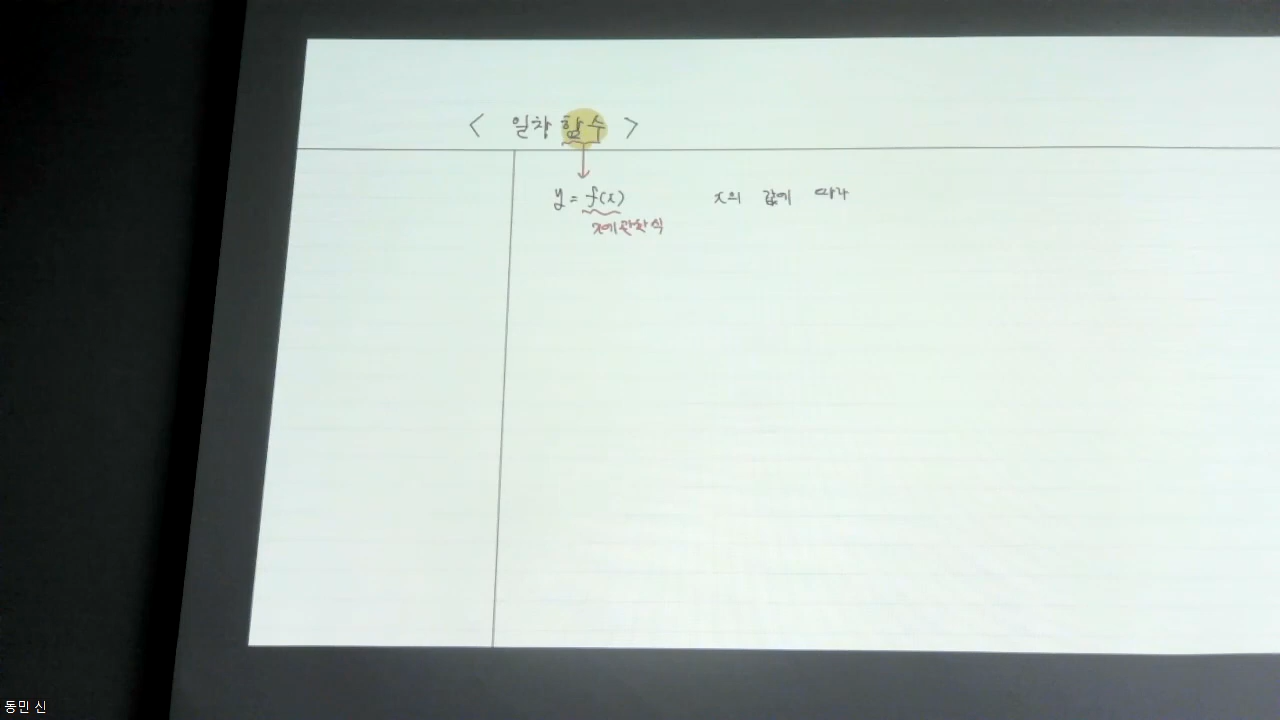 < 일차함수 >
y = f(x) x의 값에 따라
x에 관한 식
동민 신